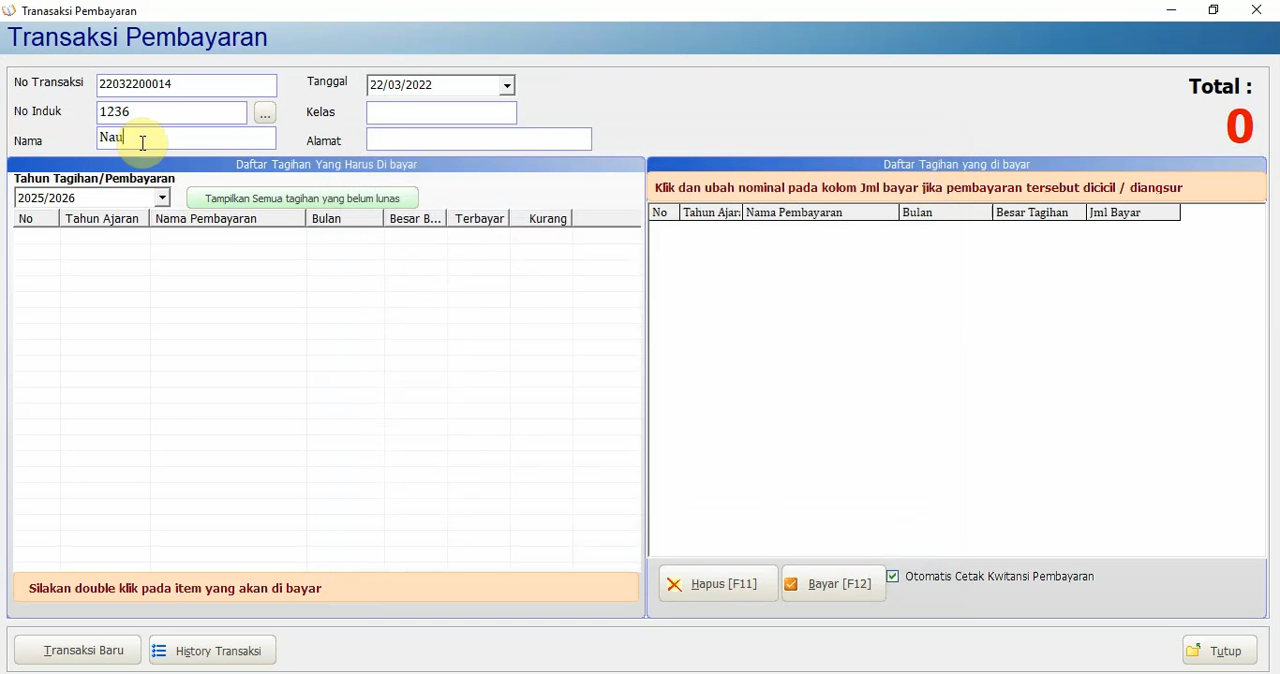 Tranasaksi Pembayaran
Transaksi Pembayaran
No Transaksi 22032200014 Tanggal 22/03/2022 Total :
No Induk 1236 ... Kelas 0
Nama Nau Alamat
Daftar Tagihan Yang Harus Di bayar
Tahun Tagihan/Pembayaran
2025/2026 Tampilkan Semua tagihan yang belum lunas
No Tahun Ajaran Nama Pembayaran Bulan Besar B... Terbayar Kurang
Silakan double klik pada item yang akan di bayar
Daftar Tagihan yang di bayar
Klik dan ubah nominal pada kolom Jml bayar jika pembayaran tersebut dicicil / diangsur
No Tahun Ajar: Nama Pembayaran Bulan Besar Tagihan Jml Bayar
Hapus [F11] Bayar [F12] Otomatis Cetak Kwitansi Pembayaran
Transaksi Baru History Transaksi Tutup